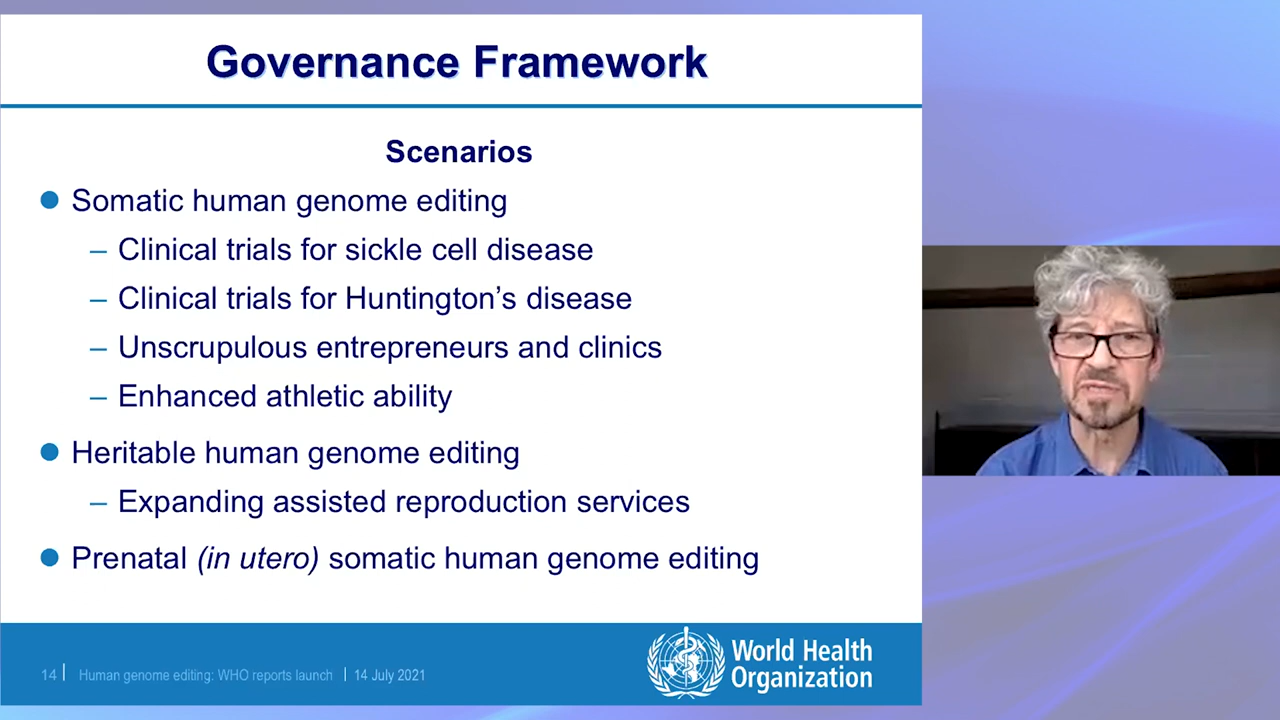 Governance Framework
Scenarios
Somatic human genome editing
– Clinical trials for sickle cell disease
– Clinical trials for Huntington’s disease
– Unscrupulous entrepreneurs and clinics
– Enhanced athletic ability
Heritable human genome editing
– Expanding assisted reproduction services
Prenatal (in utero) somatic human genome editing
14 | Human genome editing: WHO reports launch | 14 July 2021
World Health
Organization